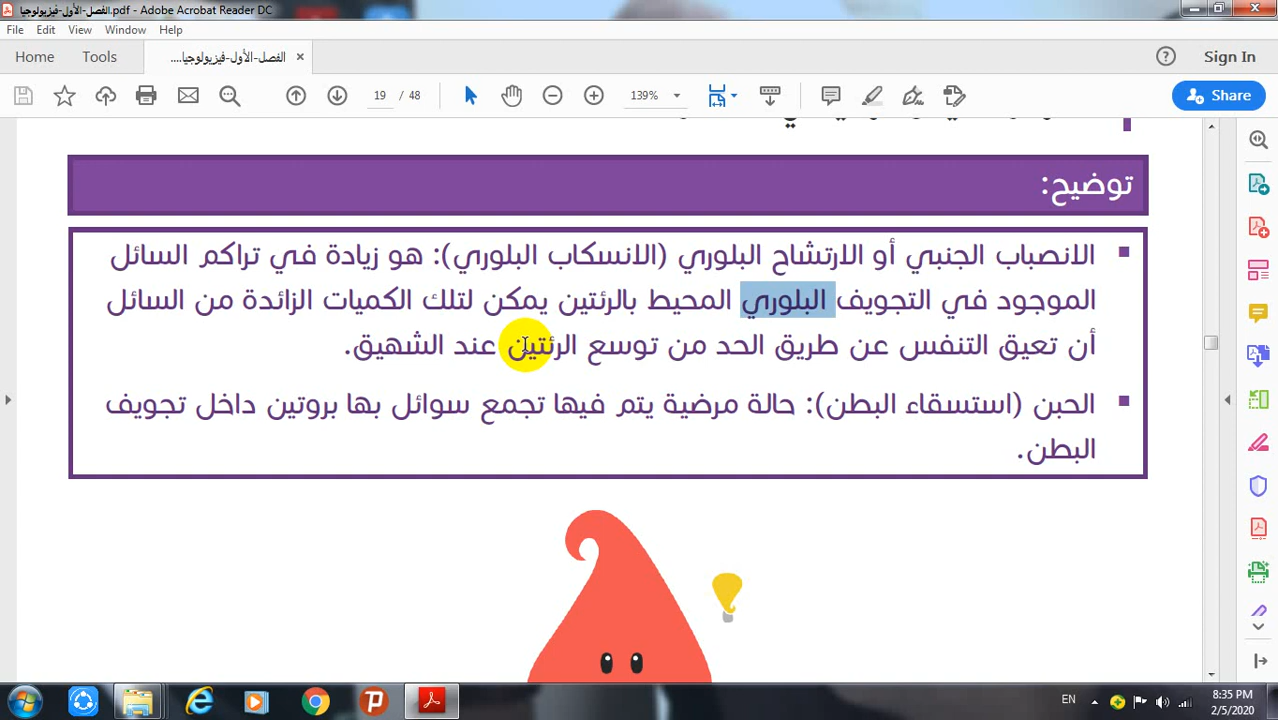 الفصل-الأول-فيزيولوجيا.pdf - Adobe Acrobat Reader DC
File Edit View Window Help
Home Tools الفصل-الأول-فيزيولوجيا.... × Sign In
19 / 48 139% Share
توضيح:
الانصباب الجنبي أو الارتشاح البلوري (الانسكاب البلوري): هو زيادة في تراكم السائل
الموجود في التجويف البلوري المحيط بالرئتين يمكن لتلك الكميات الزائدة من السائل
أن تعيق التنفس عن طريق الحد من توسع الرئتين عند الشهيق.
الحبن (استسقاء البطن): حالة مرضية يتم فيها تجمع سوائل بها بروتين داخل تجويف
البطن.
EN 8:35 PM
2/5/2020